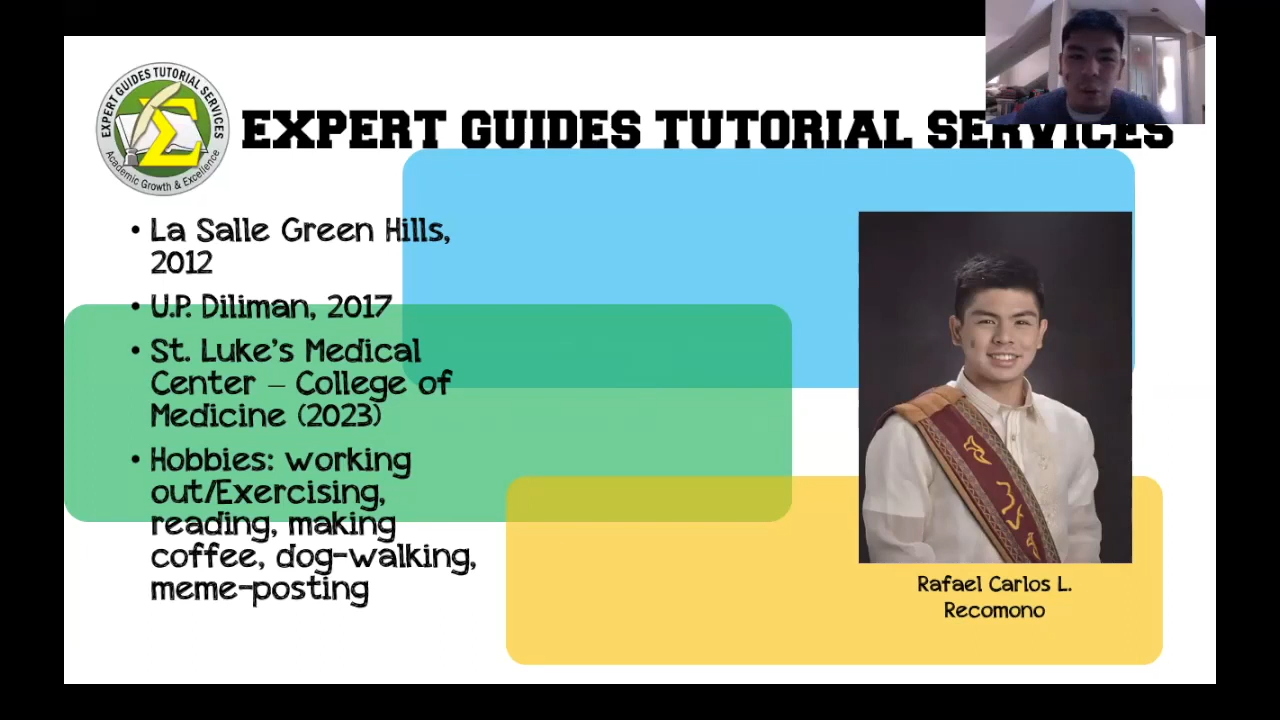 EXPERT GUIDES TUTORIAL SERVICES
Academic Growth & Excellence
EXPERT GUIDES TUTORIAL SERVICES
• La Salle Green Hills,
2012
• U.P. Diliman, 2017
• St. Luke's Medical
Center – College of
Medicine (2023)
• Hobbies: working
out/Exercising,
reading, making
coffee, dog-walking,
meme-posting
Rafael Carlos L.
Recomono